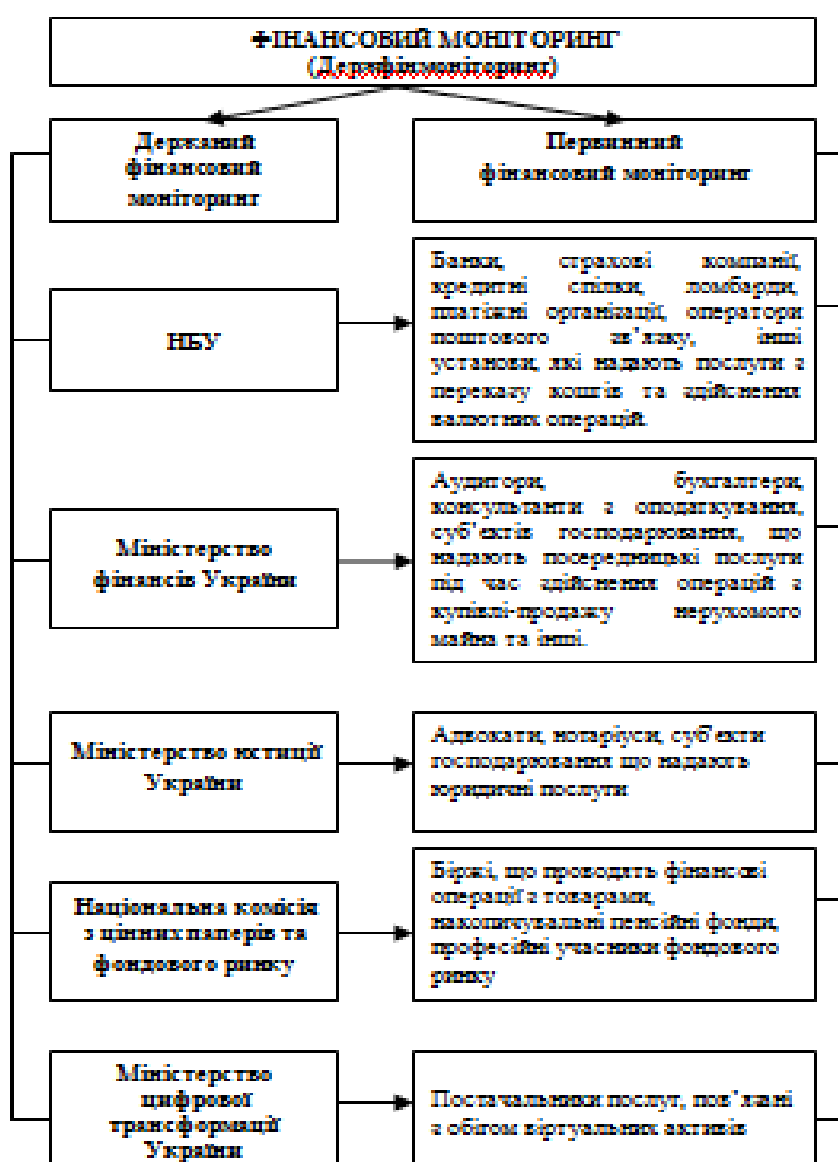 ФІНАНСОВИЙ МОНІТОРИНГ
(Держфінмоніторинг)
Держаний
фінансовий
моніторинг
Первинний
фінансовий моніторинг
НБУ
Банки, страхові компанії,
кредитні спілки, ломбарди,
платіжні організації, оператори
поштового зв’язку, інші
установи, які надають послуги з
переказу коштів та здійснення
валютних операцій.
Міністерство
фінансів України
Аудитори, бухгалтери,
консультанти з оподаткування,
суб’єктів господарювання, що
надають посередницькі послуги
під час здійснення операцій з
купівлі-продажу нерухомого
майна та інші.
Міністерство юстиції
України
Адвокати, нотаріуси, суб'єкти
господарювання що надають
юридичні послуги
Національна комісія
з цінних паперів та
фондового ринку
Біржі, що проводять фінансові
операції з товарами,
накопичувальні пенсійні фонди,
професійні учасники фондового
ринку
Міністерство
цифрової
трансформації
України
Постачальники послуг, пов’язані
з обігом віртуальних активів